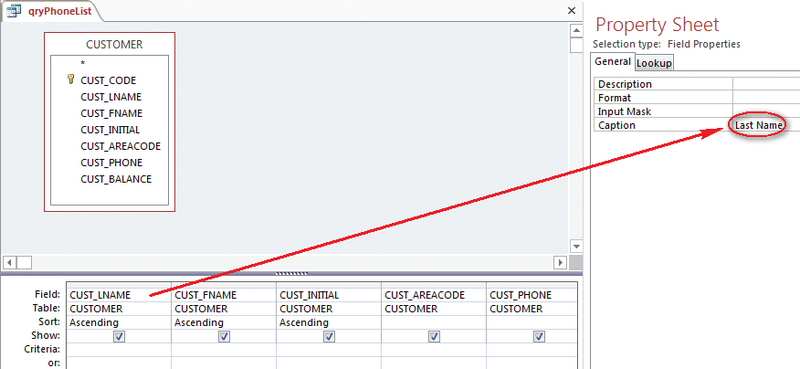 qryPhoneList
CUSTOMER
*
CUST_CODE
CUST_LNAME
CUST_FNAME
CUST_INITIAL
CUST_AREACODE
CUST_PHONE
CUST_BALANCE
Property Sheet
Selection type: Field Properties
General Lookup
Description
Format
Input Mask
Caption Last Name
Field: CUST_LNAME CUST_FNAME CUST_INITIAL CUST_AREACODE CUST_PHONE
Table: CUSTOMER CUSTOMER CUSTOMER CUSTOMER CUSTOMER
Sort: Ascending Ascending Ascending
Show:
Criteria:
or: